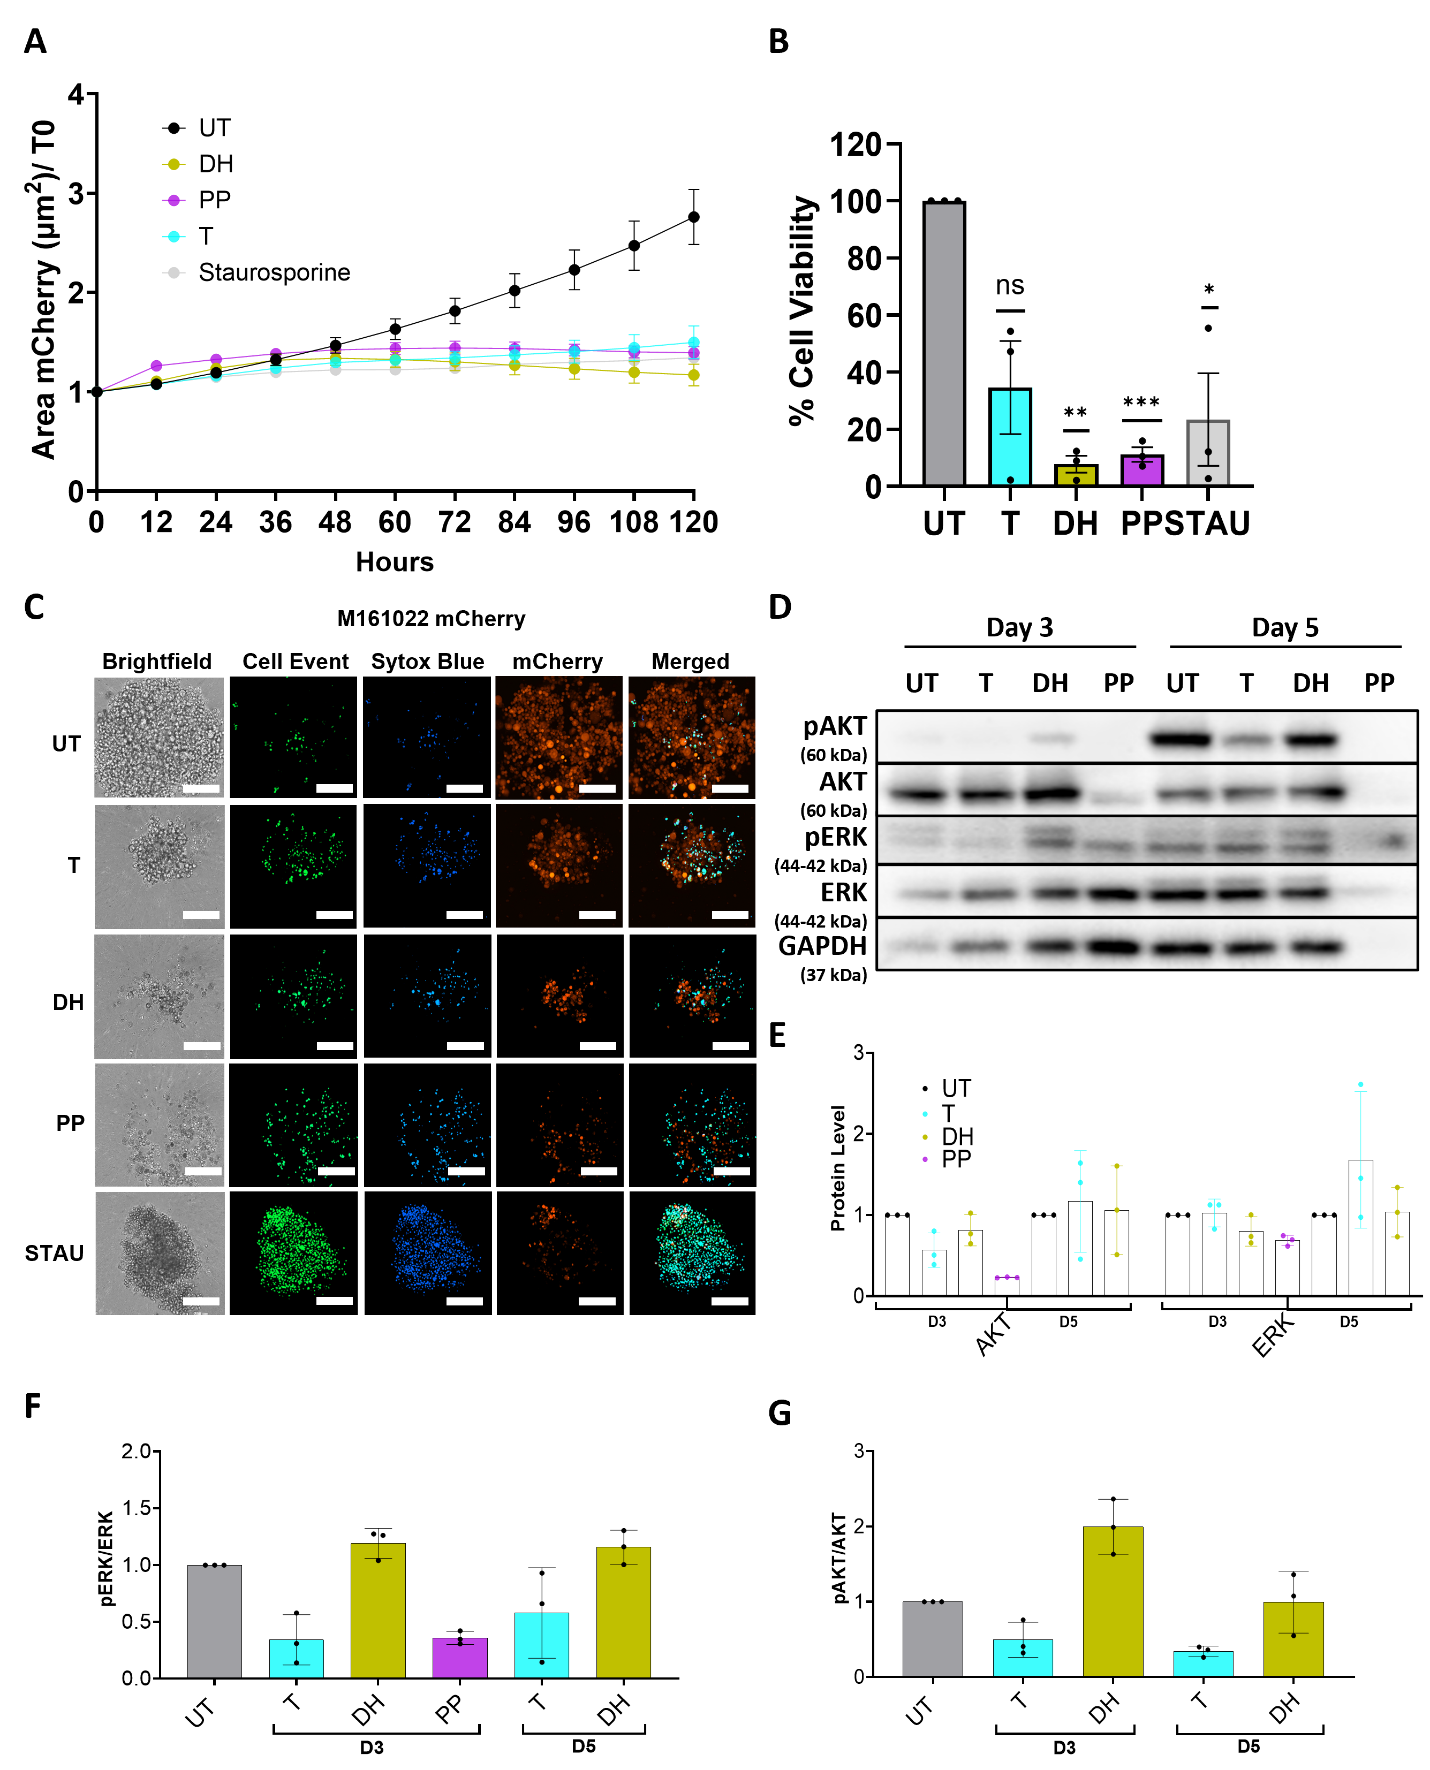 A
Area mCherry (µm²)/ T0
4
3
2
1
0
UT
DH
PP
T
Staurosporine
0 12 24 36 48 60 72 84 96 108 120
Hours
B
% Cell Viability
120
100
80
60
40
20
0
ns
**
***
*
UT T DH PPSTAU
C
M161022 mCherry
Brightfield Cell Event Sytox Blue mCherry Merged
UT
T
DH
PP
STAU
D
Day 3 Day 5
UT T DH PP UT T DH PP
pAKT
(60 kDa)
AKT
(60 kDa)
pERK
(44-42 kDa)
ERK
(44-42 kDa)
GAPDH
(37 kDa)
E
Protein Level
3
2
1
0
UT
T
DH
PP
D3 AKT D5 D3 ERK D5
F
pERK/ERK
2.0
1.5
1.0
0.5
0.0
UT T DH PP T DH
D3 D5
G
pAKT/AKT
3
2
1
0
UT T DH T DH
D3 D5